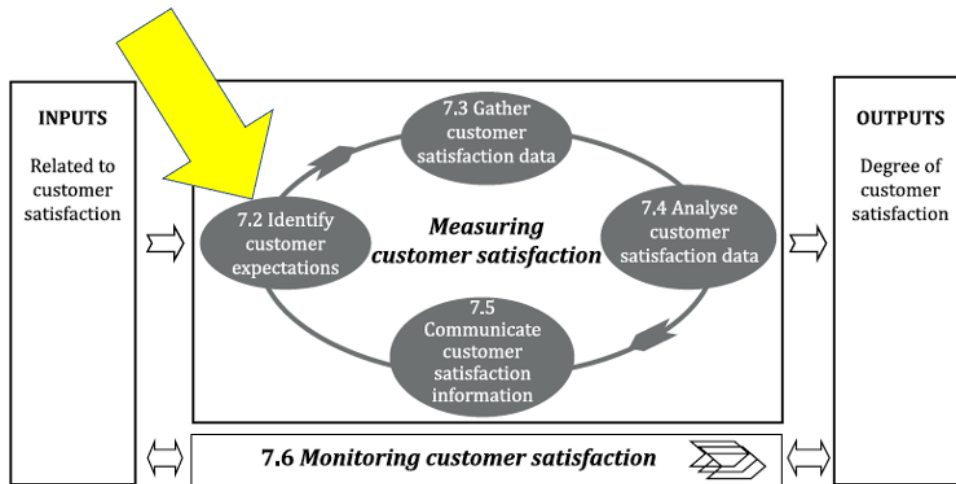 INPUTS
Related to
customer
satisfaction
7.3 Gather
customer
satisfaction data
7.2 Identify
customer
expectations
Measuring
customer satisfaction
7.4 Analyse
customer
satisfaction data
7.5
Communicate
customer
satisfaction
information
OUTPUTS
Degree of
customer
satisfaction
7.6 Monitoring customer satisfaction